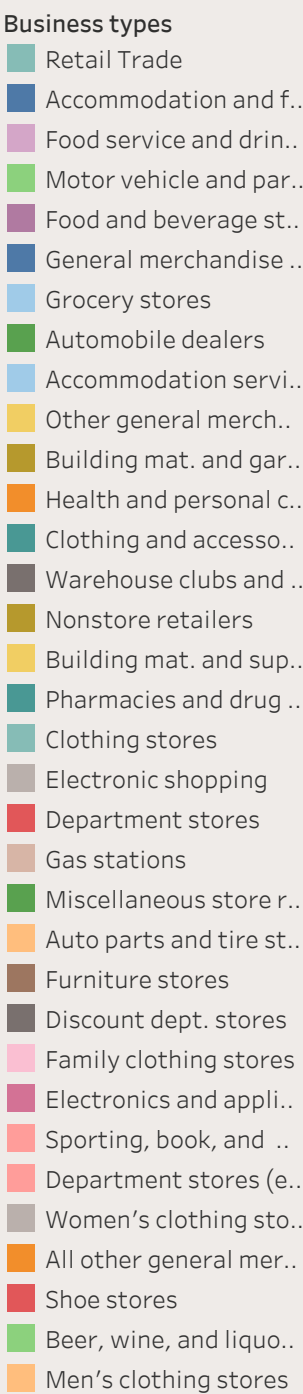 Business types
Retail Trade
Accommodation and f..
Food service and drin..
Motor vehicle and par..
Food and beverage st..
General merchandise ..
Grocery stores
Automobile dealers
Accommodation servi..
Other general merch..
Building mat. and gar..
Health and personal c..
Clothing and accesso..
Warehouse clubs and ..
Nonstore retailers
Building mat. and sup..
Pharmacies and drug ..
Clothing stores
Electronic shopping
Department stores
Gas stations
Miscellaneous store r..
Auto parts and tire st..
Furniture stores
Discount dept. stores
Family clothing stores
Electronics and appli..
Sporting, book, and ..
Department stores (e..
Women's clothing sto..
All other general mer..
Shoe stores
Beer, wine, and liquo..
Men's clothing stores